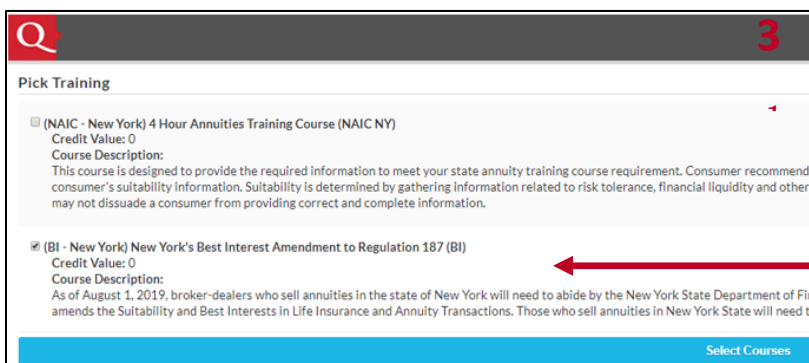 Q
3
Pick Training
(NAIC - New York) 4 Hour Annuities Training Course (NAIC NY)
Credit Value: 0
Course Description:
This course is designed to provide the required information to meet your state annuity training course requirement. Consumer recommend
consumer's suitability information. Suitability is determined by gathering information related to risk tolerance, financial liquidity and other
may not dissuade a consumer from providing correct and complete information.
(BI - New York) New York's Best Interest Amendment to Regulation 187 (BI)
Credit Value: 0
Course Description:
As of August 1, 2019, broker-dealers who sell annuities in the state of New York will need to abide by the New York State Department of Fi
amends the Suitability and Best Interests in Life Insurance and Annuity Transactions. Those who sell annuities in New York State will need t
Select Courses